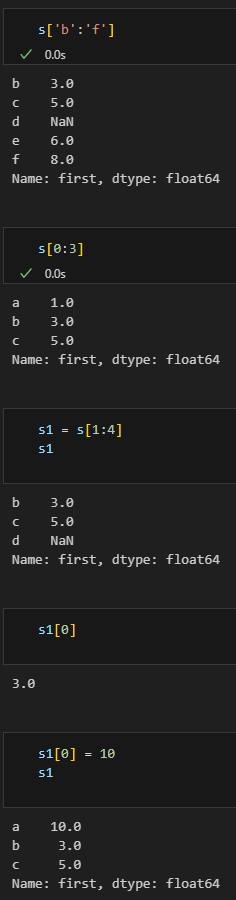 s['b':'f']
0.0s
b 3.0
c 5.0
d NaN
e 6.0
f 8.0
Name: first, dtype: float64
s[0:3]
0.0s
a 1.0
b 3.0
c 5.0
Name: first, dtype: float64
s1 = s[1:4]
s1
b 3.0
c 5.0
d NaN
Name: first, dtype: float64
s1[0]
3.0
s1[0] = 10
s1
a 10.0
b 3.0
c 5.0
Name: first, dtype: float64